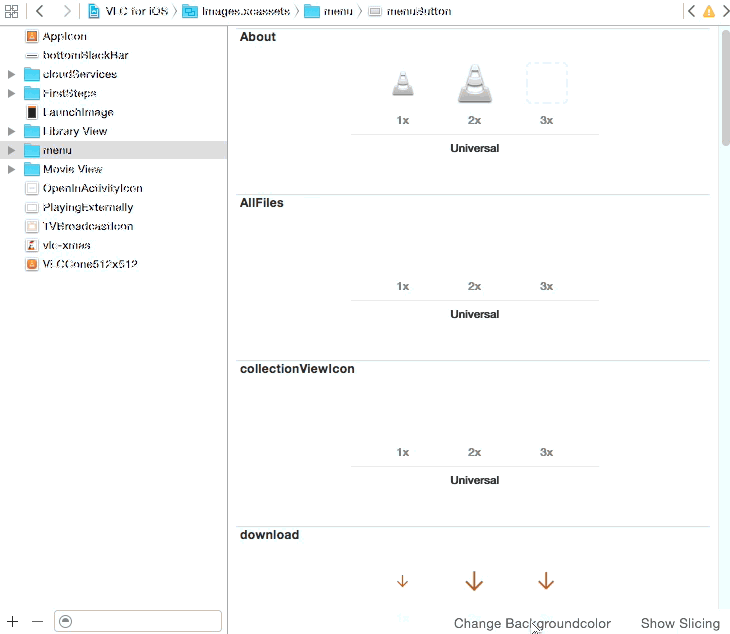 VLC for iOS
Images.xcassets
menu
menuButton
AppIcon
bottomBlackBar
cloudServices
FirstSteps
LaunchImage
Library View
menu
Movie View
OpenInActivityIcon
PlayingExternally
TVBroadcastIcon
vlc-xmas
VLCCone512x512
About
1x 2x 3x
Universal
AllFiles
1x 2x 3x
Universal
collectionViewIcon
1x 2x 3x
Universal
download
Change Backgroundcolor
Show Slicing